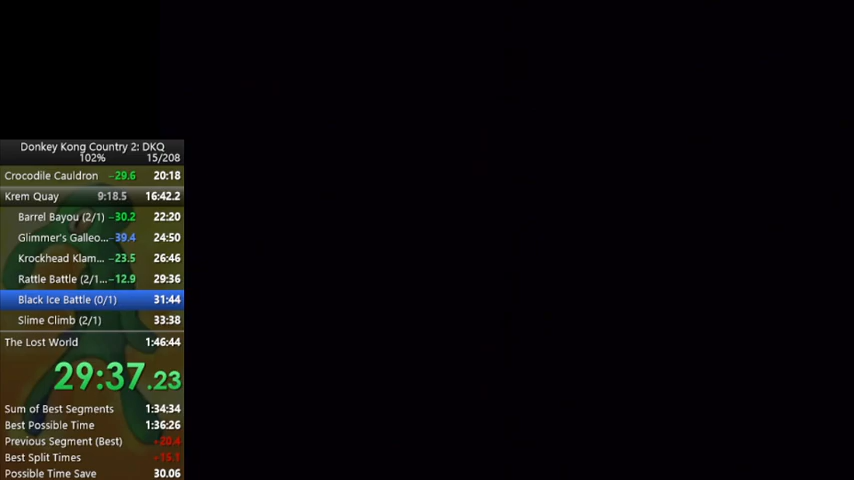 Donkey Kong Country 2: DKQ
102% 15/208
Crocodile Cauldron −29.6 20:18
Krem Quay 9:18.5 16:42.2
Barrel Bayou (2/1) −30.2 22:20
Glimmer's Galleo... −39.4 24:50
Krockhead Klam... −23.5 26:46
Rattle Battle (2/1... −12.9 29:36
Black Ice Battle (0/1) 31:44
Slime Climb (2/1) 33:38
The Lost World 1:46:44
29:37.23
Sum of Best Segments 1:34:34
Best Possible Time 1:36:26
Previous Segment (Best) +20.4
Best Split Times +15.1
Possible Time Save 30.06